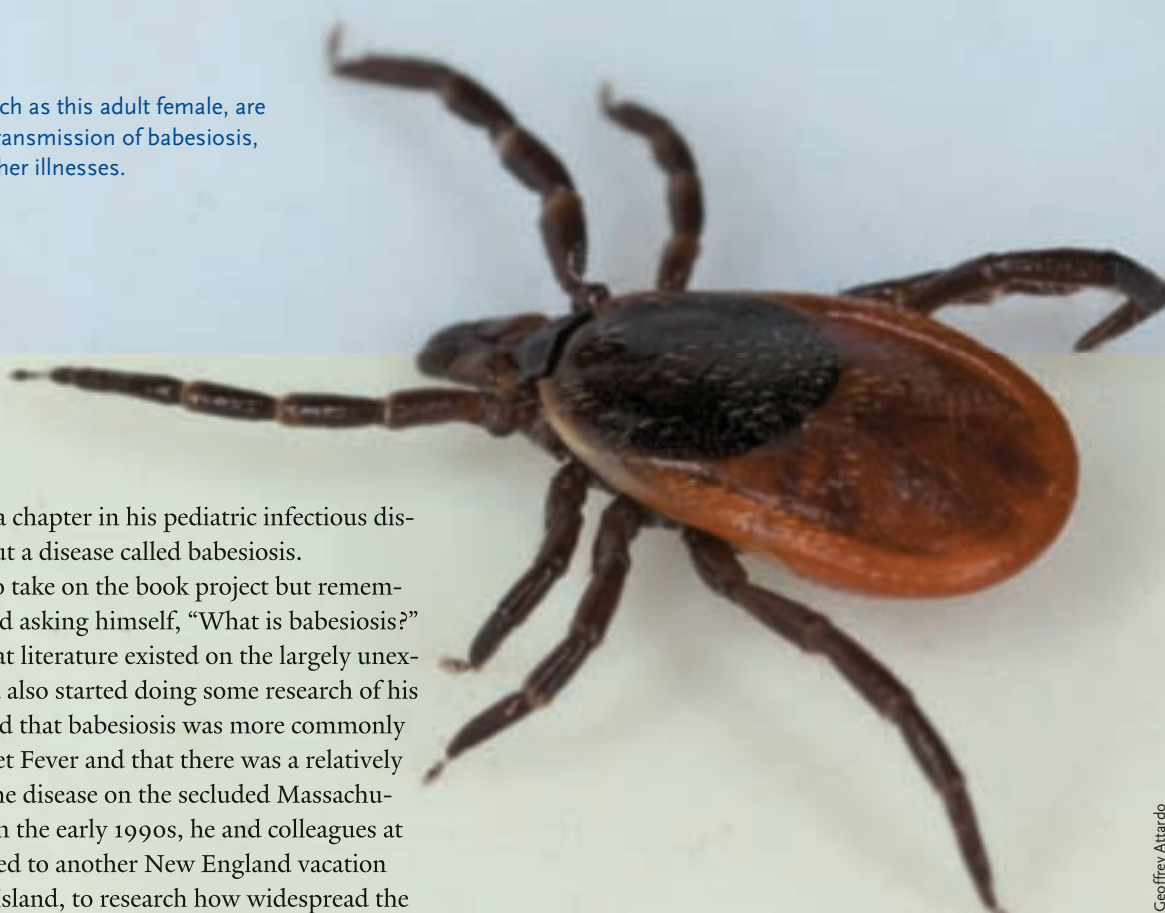 ch as this adult female, are
ransmission of babesiosis,
her illnesses.
a chapter in his pediatric infectious dis-
ut a disease called babesiosis.
o take on the book project but remem-
d asking himself, “What is babesiosis?”
at literature existed on the largely unex-
also started doing some research of his
d that babesiosis was more commonly
et Fever and that there was a relatively
he disease on the secluded Massachu-
n the early 1990s, he and colleagues at
ed to another New England vacation
Island, to research how widespread the
Geoffrey Attardo